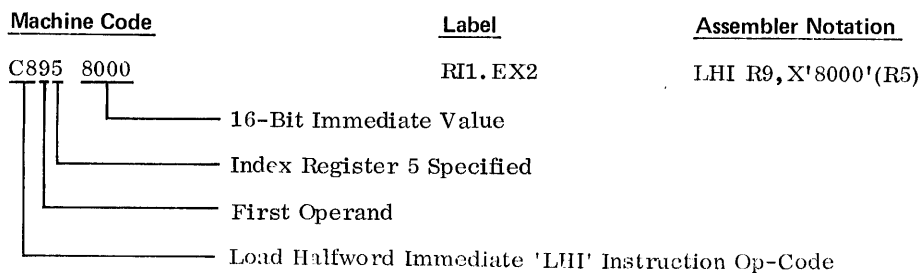 Machine Code Label Assembler Notation
C895 8000 RI1.EX2 LHI R9,X'8000'(R5)
16-Bit Immediate Value
Index Register 5 Specified
First Operand
Load Halfword Immediate 'LHI' Instruction Op-Code